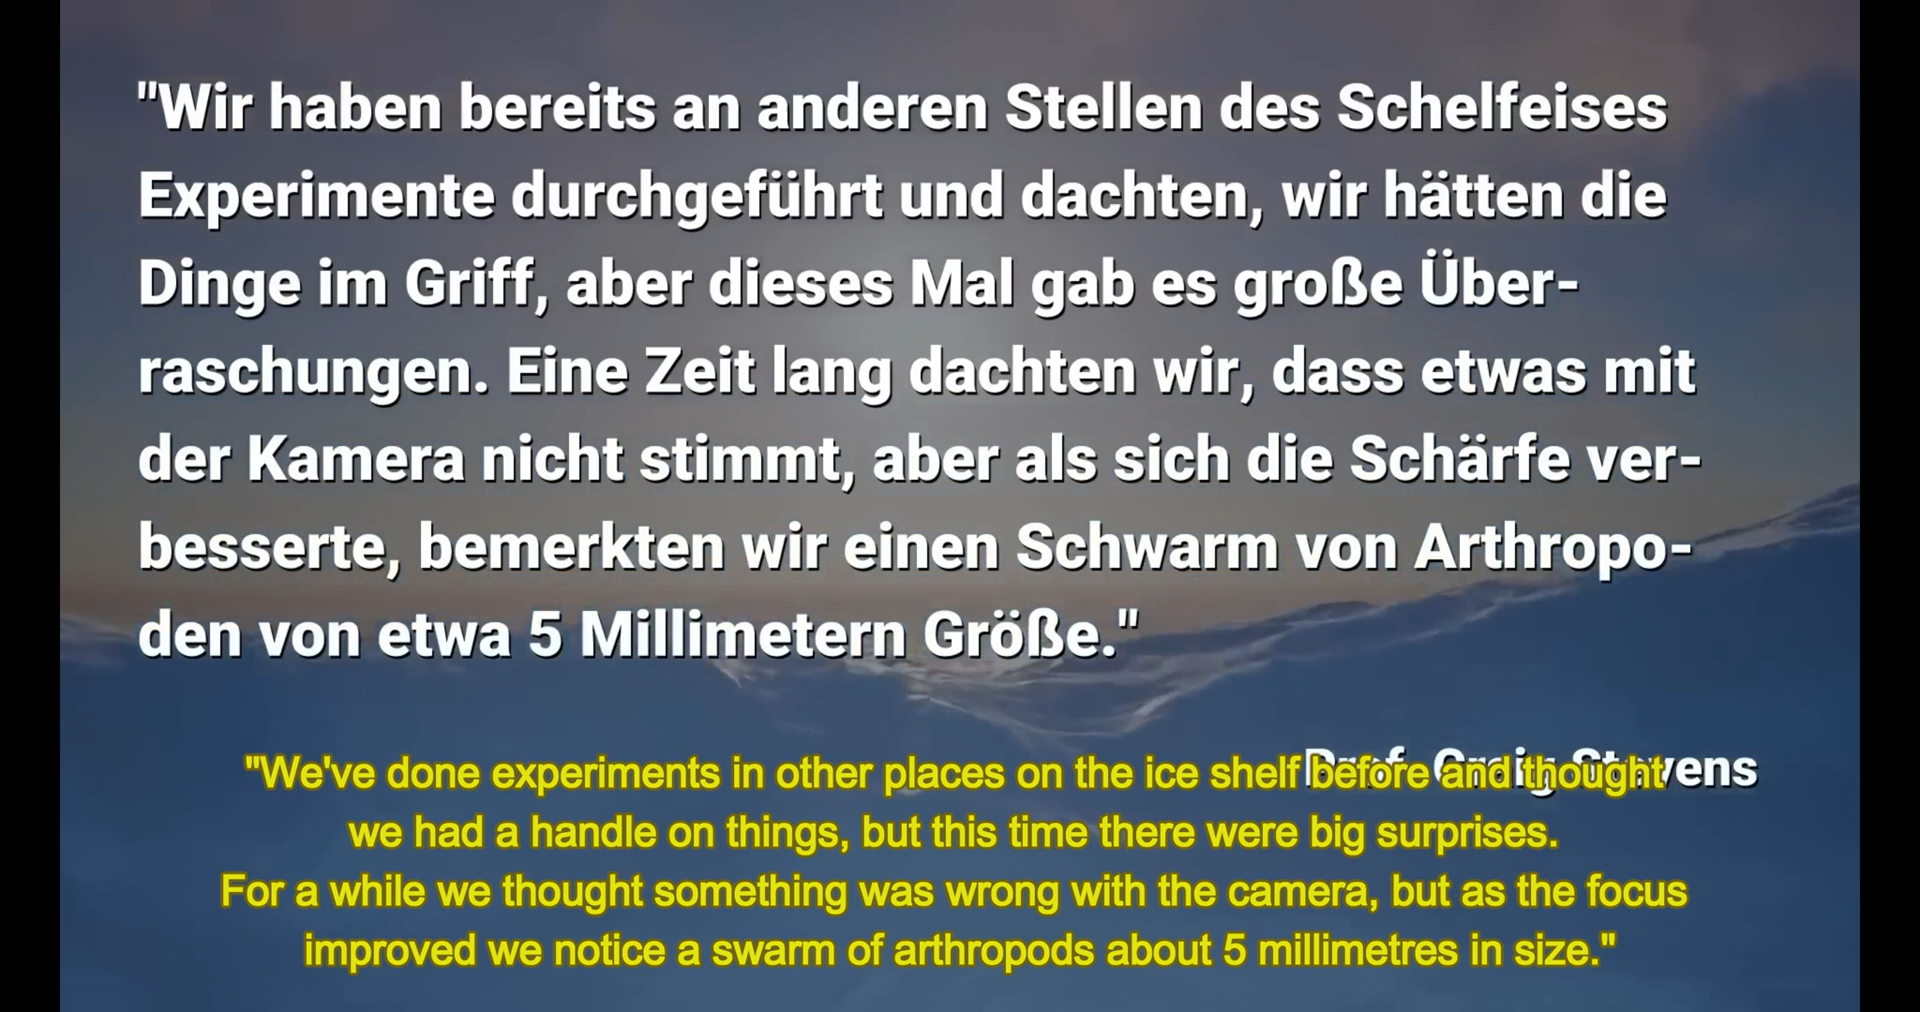 "Wir haben bereits an anderen Stellen des Schelfeises
Experimente durchgeführt und dachten, wir hätten die
Dinge im Griff, aber dieses Mal gab es große Über-
raschungen. Eine Zeit lang dachten wir, dass etwas mit
der Kamera nicht stimmt, aber als sich die Schärfe ver-
besserte, bemerkten wir einen Schwarm von Arthropo-
den von etwa 5 Millimetern Größe."
Prof. Craig Stevens
"We've done experiments in other places on the ice shelf before and thought
we had a handle on things, but this time there were big surprises.
For a while we thought something was wrong with the camera, but as the focus
improved we notice a swarm of arthropods about 5 millimetres in size."